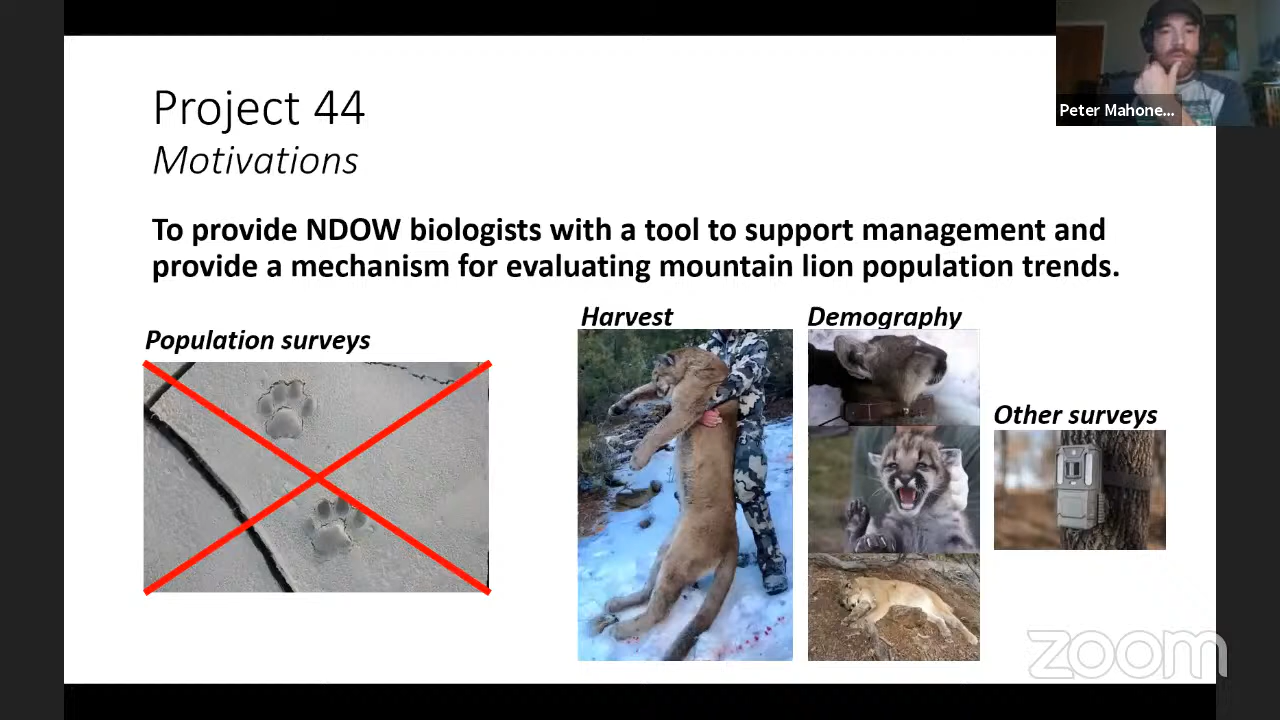 Project 44
Motivations
To provide NDOW biologists with a tool to support management and
provide a mechanism for evaluating mountain lion population trends.
Population surveys
Harvest
Demography
Other surveys
Peter Mahone...
zoom